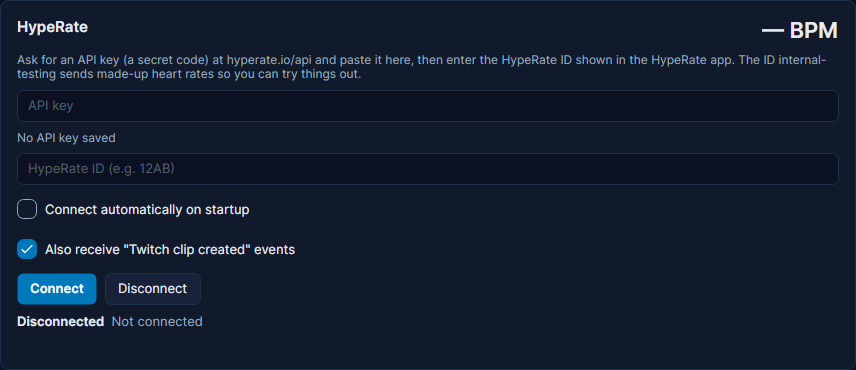 HypeRate
— BPM
Ask for an API key (a secret code) at hyperate.io/api and paste it here, then enter the HypeRate ID shown in the HypeRate app. The ID internal-
testing sends made-up heart rates so you can try things out.
API key
No API key saved
HypeRate ID (e.g. 12AB)
Connect automatically on startup
Also receive "Twitch clip created" events
Connect Disconnect
Disconnected Not connected